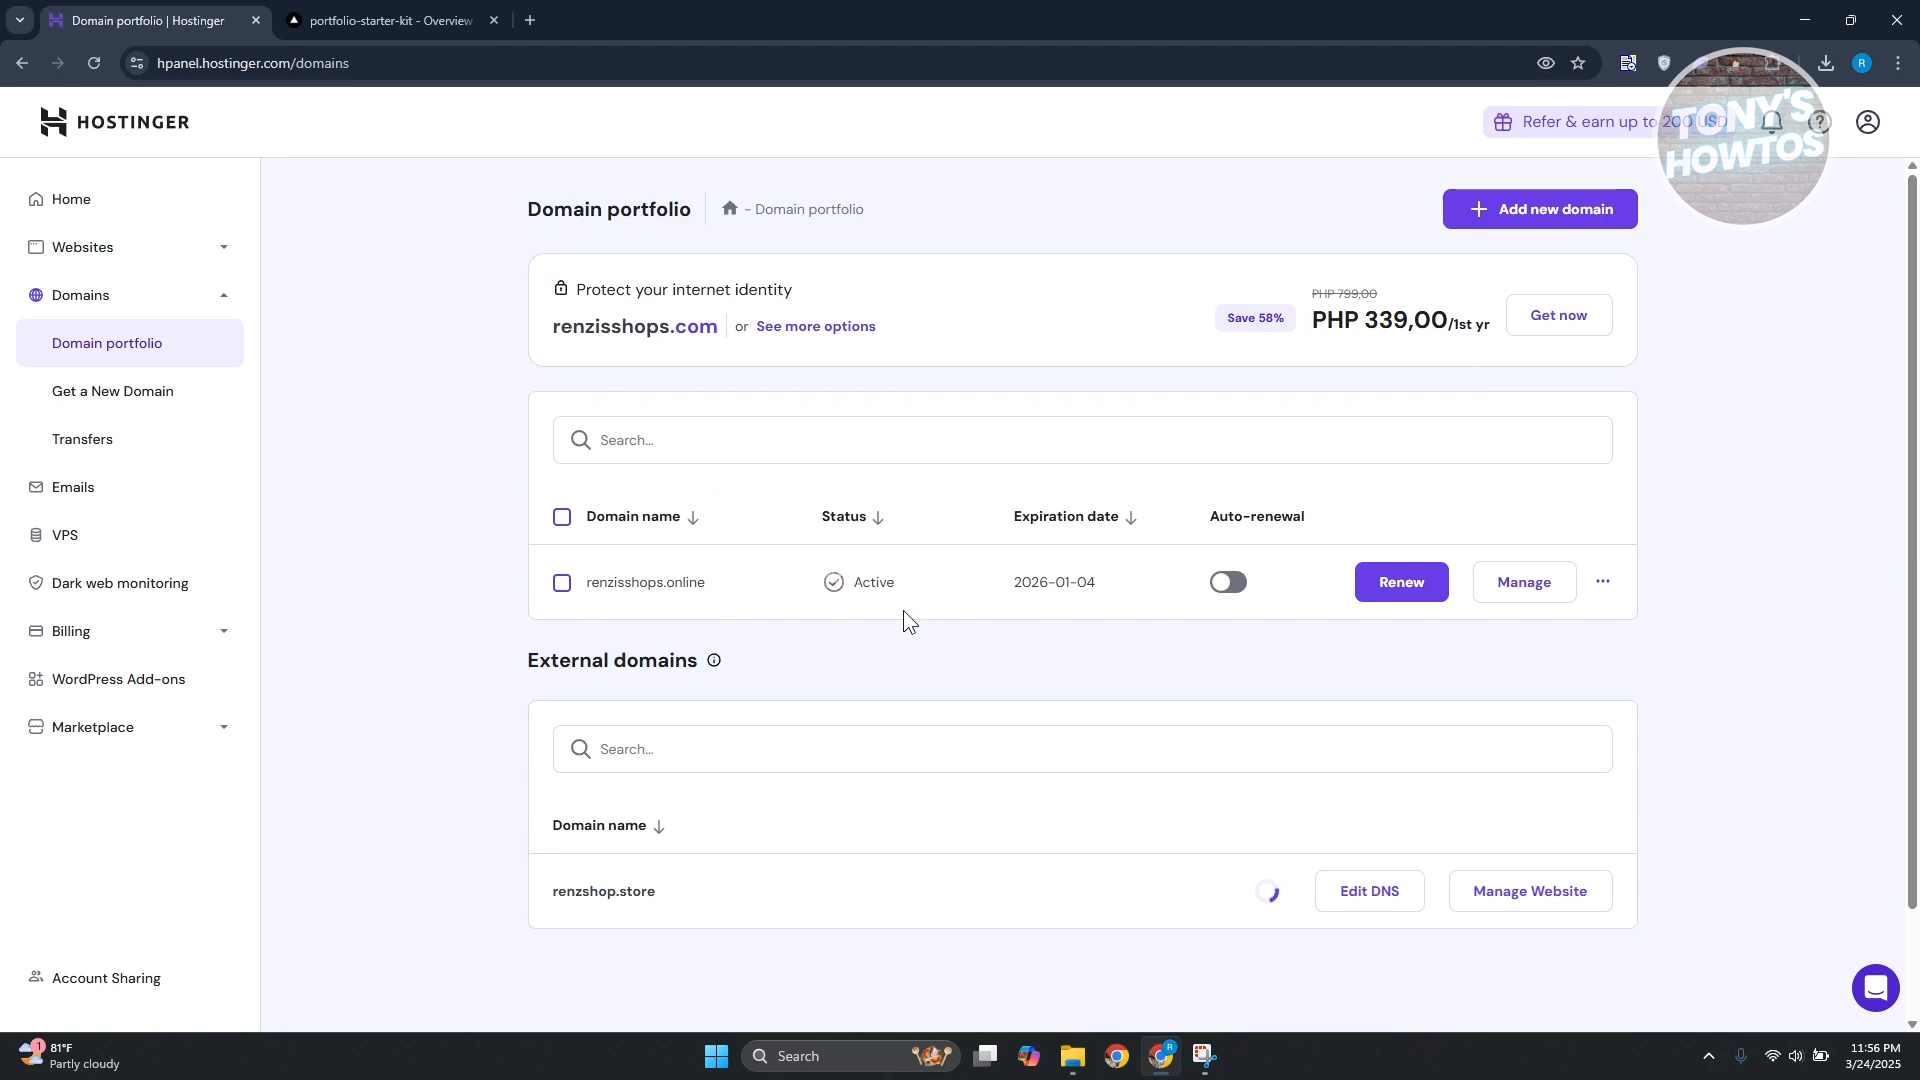 Domain portfolio | Hostinger
portfolio-starter-kit - Overview
hpanel.hostinger.com/domains
R
HOSTINGER
Refer & earn up to 200 USD
TONY'S
HOWTOS
Home
Websites
Domains
Domain portfolio
Get a New Domain
Transfers
Emails
VPS
Dark web monitoring
Billing
WordPress Add-ons
Marketplace
Account Sharing
Domain portfolio
- Domain portfolio
Add new domain
Protect your internet identity
renzisshops.com or See more options
Save 58%
PHP 799,00
PHP 339,00/1st yr
Get now
Search...
Domain name
Status
Expiration date
Auto-renewal
renzisshops.online
Active
2026-01-04
Renew
Manage
External domains
Search...
Domain name
renzshop.store
Edit DNS
Manage Website
1
81°F
Partly cloudy
Search
R
11:56 PM
3/24/2025